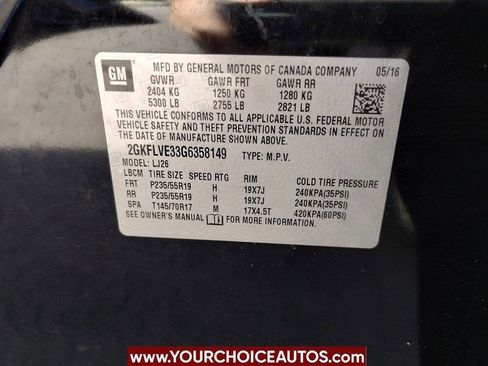 GM
MFD BY GENERAL MOTORS OF CANADA COMPANY 05/16
GVWR GAWR FRT GAWR RR
2404 KG 1250 KG 1280 KG
5300 LB 2755 LB 2821 LB
THIS VEHICLE CONFORMS TO ALL APPLICABLE U.S. FEDERAL MOTOR
VEHICLE SAFETY AND THEFT PREVENTION STANDARDS IN EFFECT ON THE
DATE OF MANUFACTURE SHOWN ABOVE.
2GKFLVE33G6358149 TYPE: M.P.V.
MODEL: LJ26
LBCM TIRE SIZE SPEED RTG RIM COLD TIRE PRESSURE
FRT P235/55R19 H 19X7J 240KPA(35PSI)
RR P235/55R19 H 19X7J 240KPA(35PSI)
SPA T145/70R17 M 17X4.5T 420KPA(60PSI)
SEE OWNER'S MANUAL FOR MORE INFORMATION.
WWW.YOURCHOICEAUTOS.COM